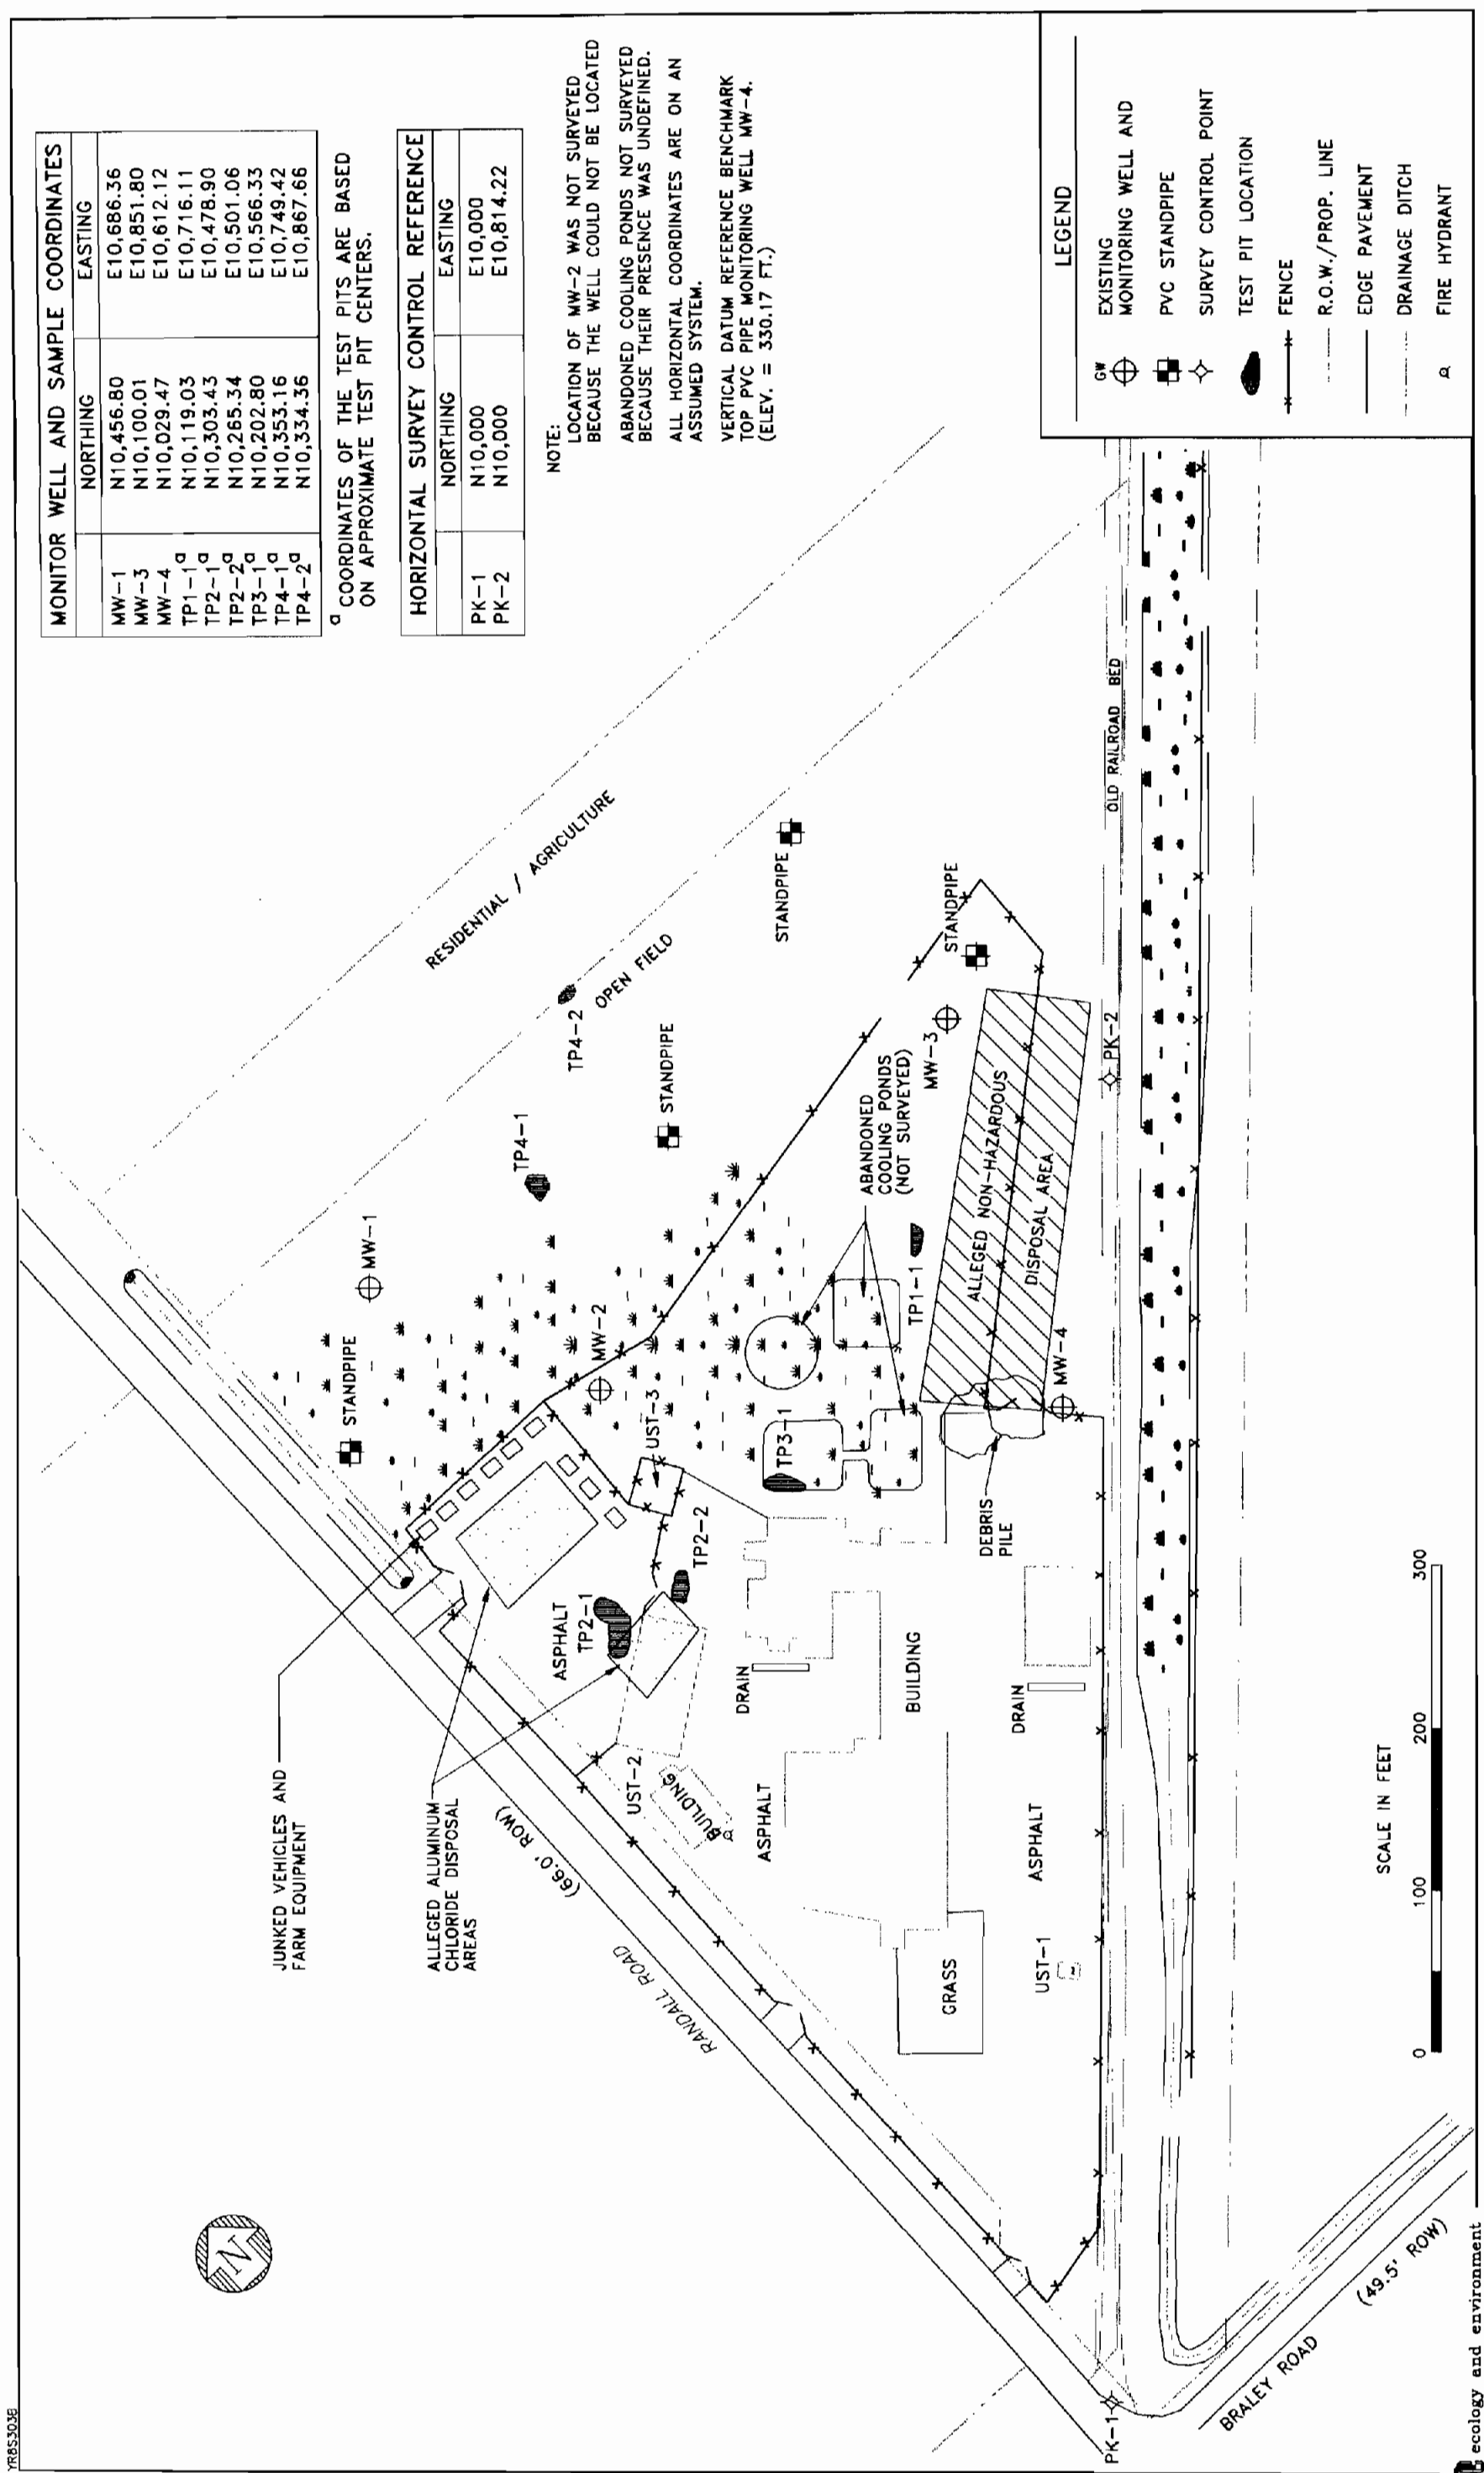 YR8S3038
MONITOR WELL AND SAMPLE COORDINATES
NORTHING EASTING
MW-1 N10,456.80 E10,686.36
MW-3 N10,100.01 E10,851.80
MW-4 N10,029.47 E10,612.12
TP1-1a N10,119.03 E10,716.11
TP2-1a N10,303.43 E10,478.90
TP2-2a N10,265.34 E10,501.06
TP3-1a N10,202.80 E10,566.33
TP4-1a N10,353.16 E10,749.42
TP4-2a N10,334.36 E10,867.66
a COORDINATES OF THE TEST PITS ARE BASED
ON APPROXIMATE TEST PIT CENTERS.
HORIZONTAL SURVEY CONTROL REFERENCE
NORTHING EASTING
PK-1 N10,000 E10,000
PK-2 N10,000 E10,814.22
NOTE:
LOCATION OF MW-2 WAS NOT SURVEYED
BECAUSE THE WELL COULD NOT BE LOCATED
ABANDONED COOLING PONDS NOT SURVEYED
BECAUSE THEIR PRESENCE WAS UNDEFINED.
ALL HORIZONTAL COORDINATES ARE ON AN
ASSUMED SYSTEM.
VERTICAL DATUM REFERENCE BENCHMARK
TOP PVC PIPE MONITORING WELL MW-4.
(ELEV. = 330.17 FT.)
LEGEND
GW
EXISTING
MONITORING WELL AND
PVC STANDPIPE
SURVEY CONTROL POINT
TEST PIT LOCATION
FENCE
R.O.W./PROP. LINE
EDGE PAVEMENT
DRAINAGE DITCH
FIRE HYDRANT
N
JUNKED VEHICLES AND
FARM EQUIPMENT
ALLEGED ALUMINUM
CHLORIDE DISPOSAL
AREAS
STANDPIPE
MW-1
RESIDENTIAL / AGRICULTURE
OPEN FIELD
TP4-2
TP4-1
STANDPIPE
STANDPIPE
STANDPIPE
MW-2
UST-3
TP2-2
ASPHALT
TP2-1
UST-2
BUILDING
(66.0' ROW)
RANDALL ROAD
DRAIN
TP3-1
ABANDONED
COOLING PONDS
(NOT SURVEYED)
TP1-1
MW-3
ALLEGED NON-HAZARDOUS
DISPOSAL AREA
MW-4
DEBRIS
PILE
BUILDING
ASPHALT
DRAIN
ASPHALT
GRASS
UST-1
PK-2
OLD RAILROAD BED
PK-1
BRALEY ROAD
(49.5' ROW)
SCALE IN FEET
0 100 200 300
ecology and environment